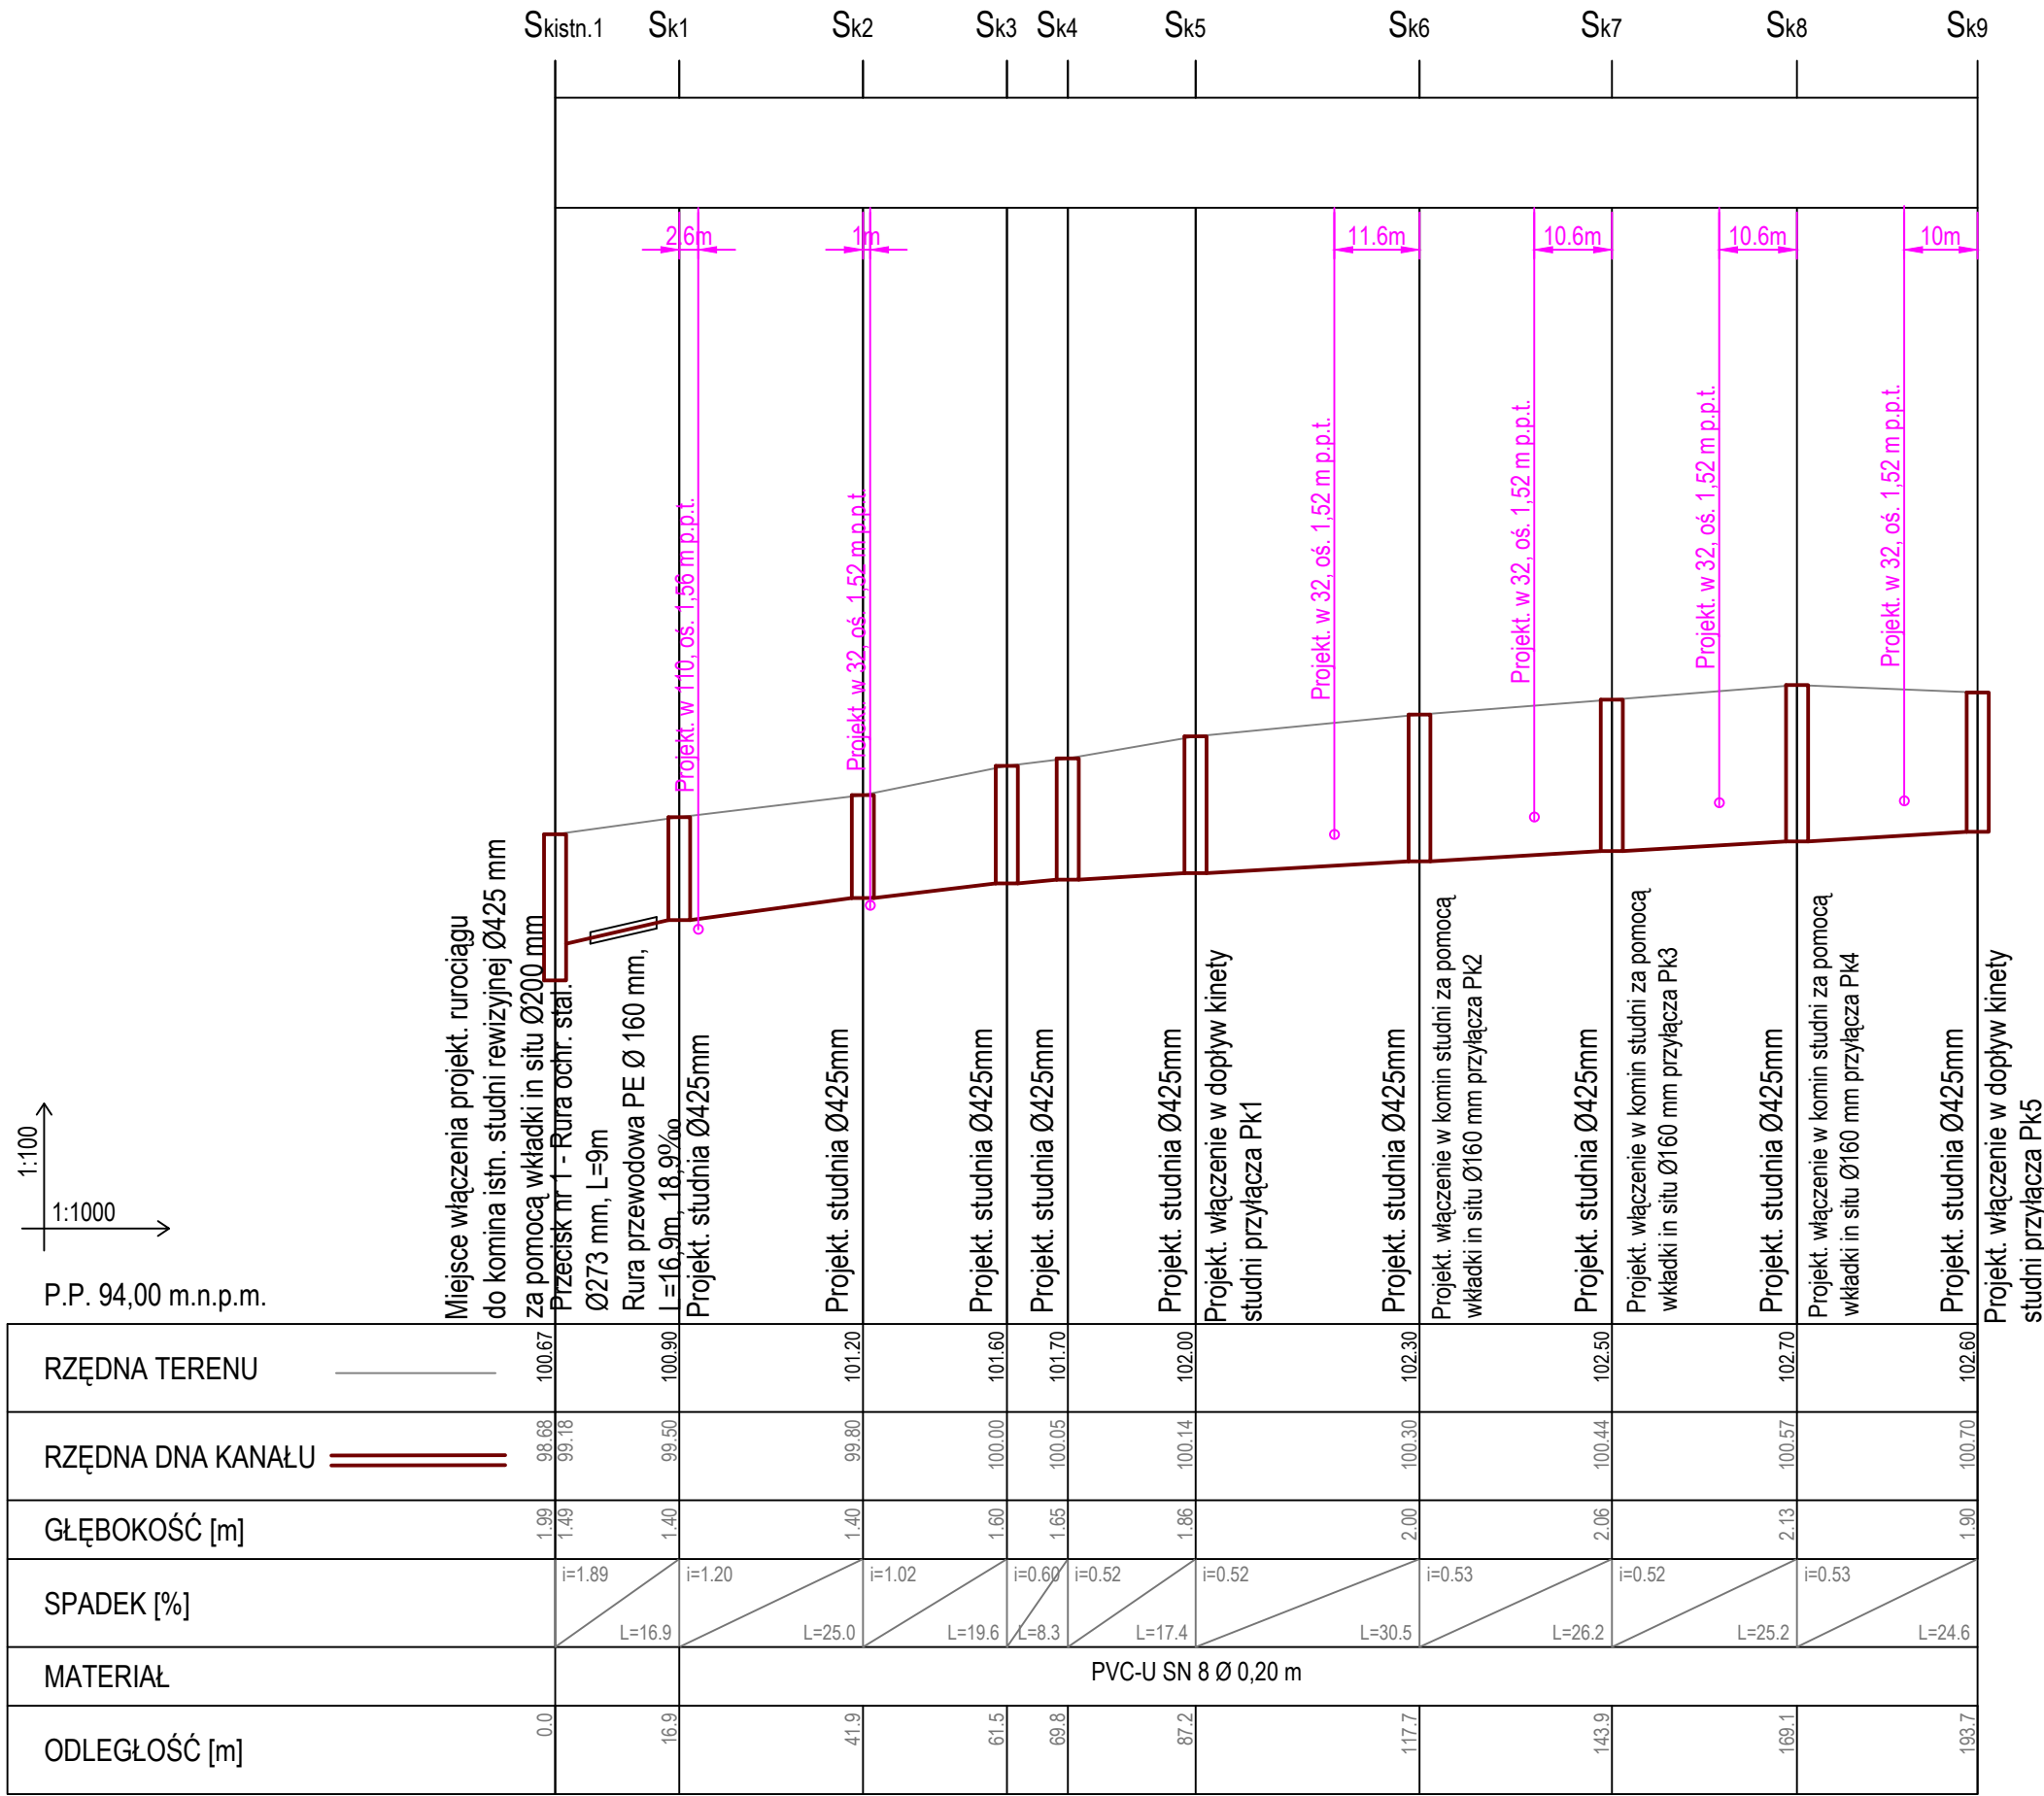 Skistn.1 Sk1 Sk2 Sk3 Sk4 Sk5 Sk6 Sk7 Sk8 Sk9
2.6m 1m 11.6m 10.6m 10.6m 10m
Projekt. w 110, oś. 1,56 m p.p.t.
Projekt. w 32, oś. 1,52 m p.p.t.
Projekt. w 32, oś. 1,52 m p.p.t.
Projekt. w 32, oś. 1,52 m p.p.t.
Projekt. w 32, oś. 1,52 m p.p.t.
Projekt. w 32, oś. 1,52 m p.p.t.
Miejsce włączenia projekt. rurociągu
do komina istn. studni rewizyjnej Ø425 mm
za pomocą wkładki in situ Ø200 mm
Przecisk nr 1 - Rura ochr. stal.
Ø273 mm, L=9m
Rura przewodowa PE Ø 160 mm,
L=16,9m, 18,9‰
Projekt. studnia Ø425mm
Projekt. studnia Ø425mm
Projekt. studnia Ø425mm
Projekt. studnia Ø425mm
Projekt. studnia Ø425mm
Projekt. włączenie w dopływ kinety
studni przyłącza Pk1
Projekt. studnia Ø425mm
Projekt. włączenie w komin studni za pomocą
wkładki in situ Ø160 mm przyłącza Pk2
Projekt. studnia Ø425mm
Projekt. włączenie w komin studni za pomocą
wkładki in situ Ø160 mm przyłącza Pk3
Projekt. studnia Ø425mm
Projekt. włączenie w komin studni za pomocą
wkładki in situ Ø160 mm przyłącza Pk4
Projekt. studnia Ø425mm
Projekt. włączenie w dopływ kinety
studni przyłącza Pk5
1:100
1:1000
P.P. 94,00 m.n.p.m.
RZĘDNA TERENU 100.67 100.90 101.20 101.60 101.70 102.00 102.30 102.50 102.70 102.60
RZĘDNA DNA KANAŁU 98.68 99.18 99.50 99.80 100.00 100.05 100.14 100.30 100.44 100.57 100.70
GŁĘBOKOŚĆ [m] 1.99 1.49 1.40 1.40 1.60 1.65 1.86 2.00 2.06 2.13 1.90
i=1.89 i=1.20 i=1.02 i=0.60 i=0.52 i=0.52 i=0.53 i=0.52 i=0.53
SPADEK [%]
L=16.9 L=25.0 L=19.6 L=8.3 L=17.4 L=30.5 L=26.2 L=25.2 L=24.6
MATERIAŁ PVC-U SN 8 Ø 0,20 m
ODLEGŁOŚĆ [m] 0.0 16.9 41.9 61.5 69.8 87.2 117.7 143.9 169.1 193.7